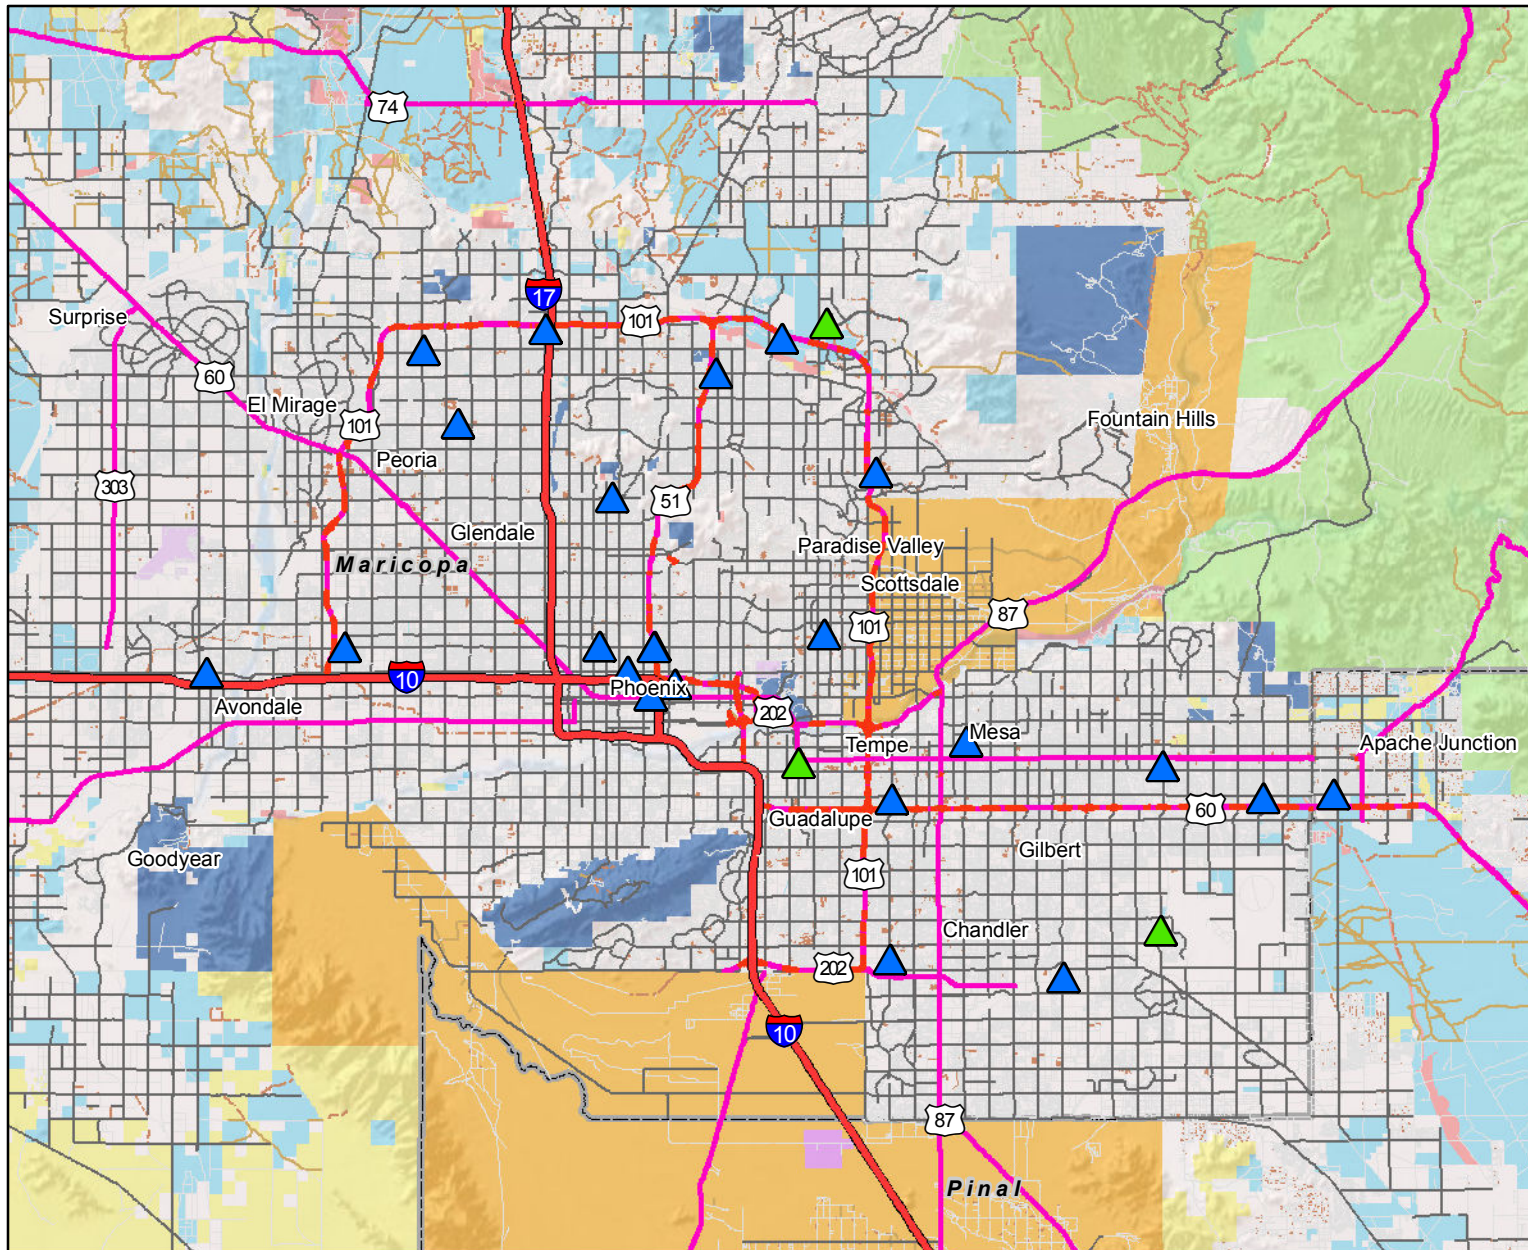 74
17
101
Surprise
60
El Mirage
101
Fountain Hills
Peoria
303
51
Glendale
Paradise Valley
Maricopa
Scottsdale
87
101
10
Phoenix
Avondale
202
Mesa
Tempe
Apache Junction
60
Guadalupe
Gilbert
Goodyear
101
Chandler
202
10
87
Pinal